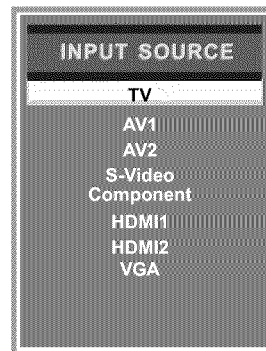 INPUT SOURCE
TV
AV1
AV2
S-Video
Component
HDMI1
HDMI2
VGA